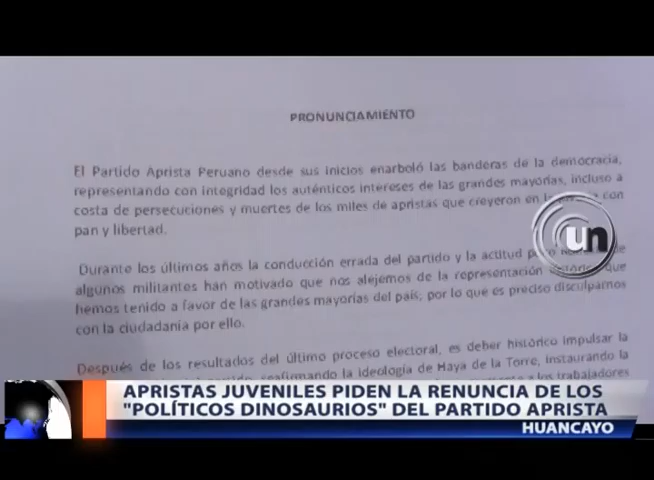 PRONUNCIAMIENTO
El Partido Aprista Peruano desde sus inicios enarboló las banderas de la democracia,
representando con integridad los auténticos intereses de las grandes mayorías, incluso a
costa de persecuciones y muertes de los miles de apristas que creyeron en con
pan y libertad.
Durante los últimos años la conducción errada del partido y la actitud de
algunos militantes han motivado que nos alejemos de la representación que
hemos tenido a favor de las grandes mayorías del país, por lo que es preciso disculparnos
con la ciudadanía por ello.
Después de los resultados del último proceso electoral, es deber histórico impulsar la
la ideología de Haya de la Torre, instaurando la
a los trabajadores
un
APRISTAS JUVENILES PIDEN LA RENUNCIA DE LOS
"POLÍTICOS DINOSAURIOS" DEL PARTIDO APRISTA
HUANCAYO